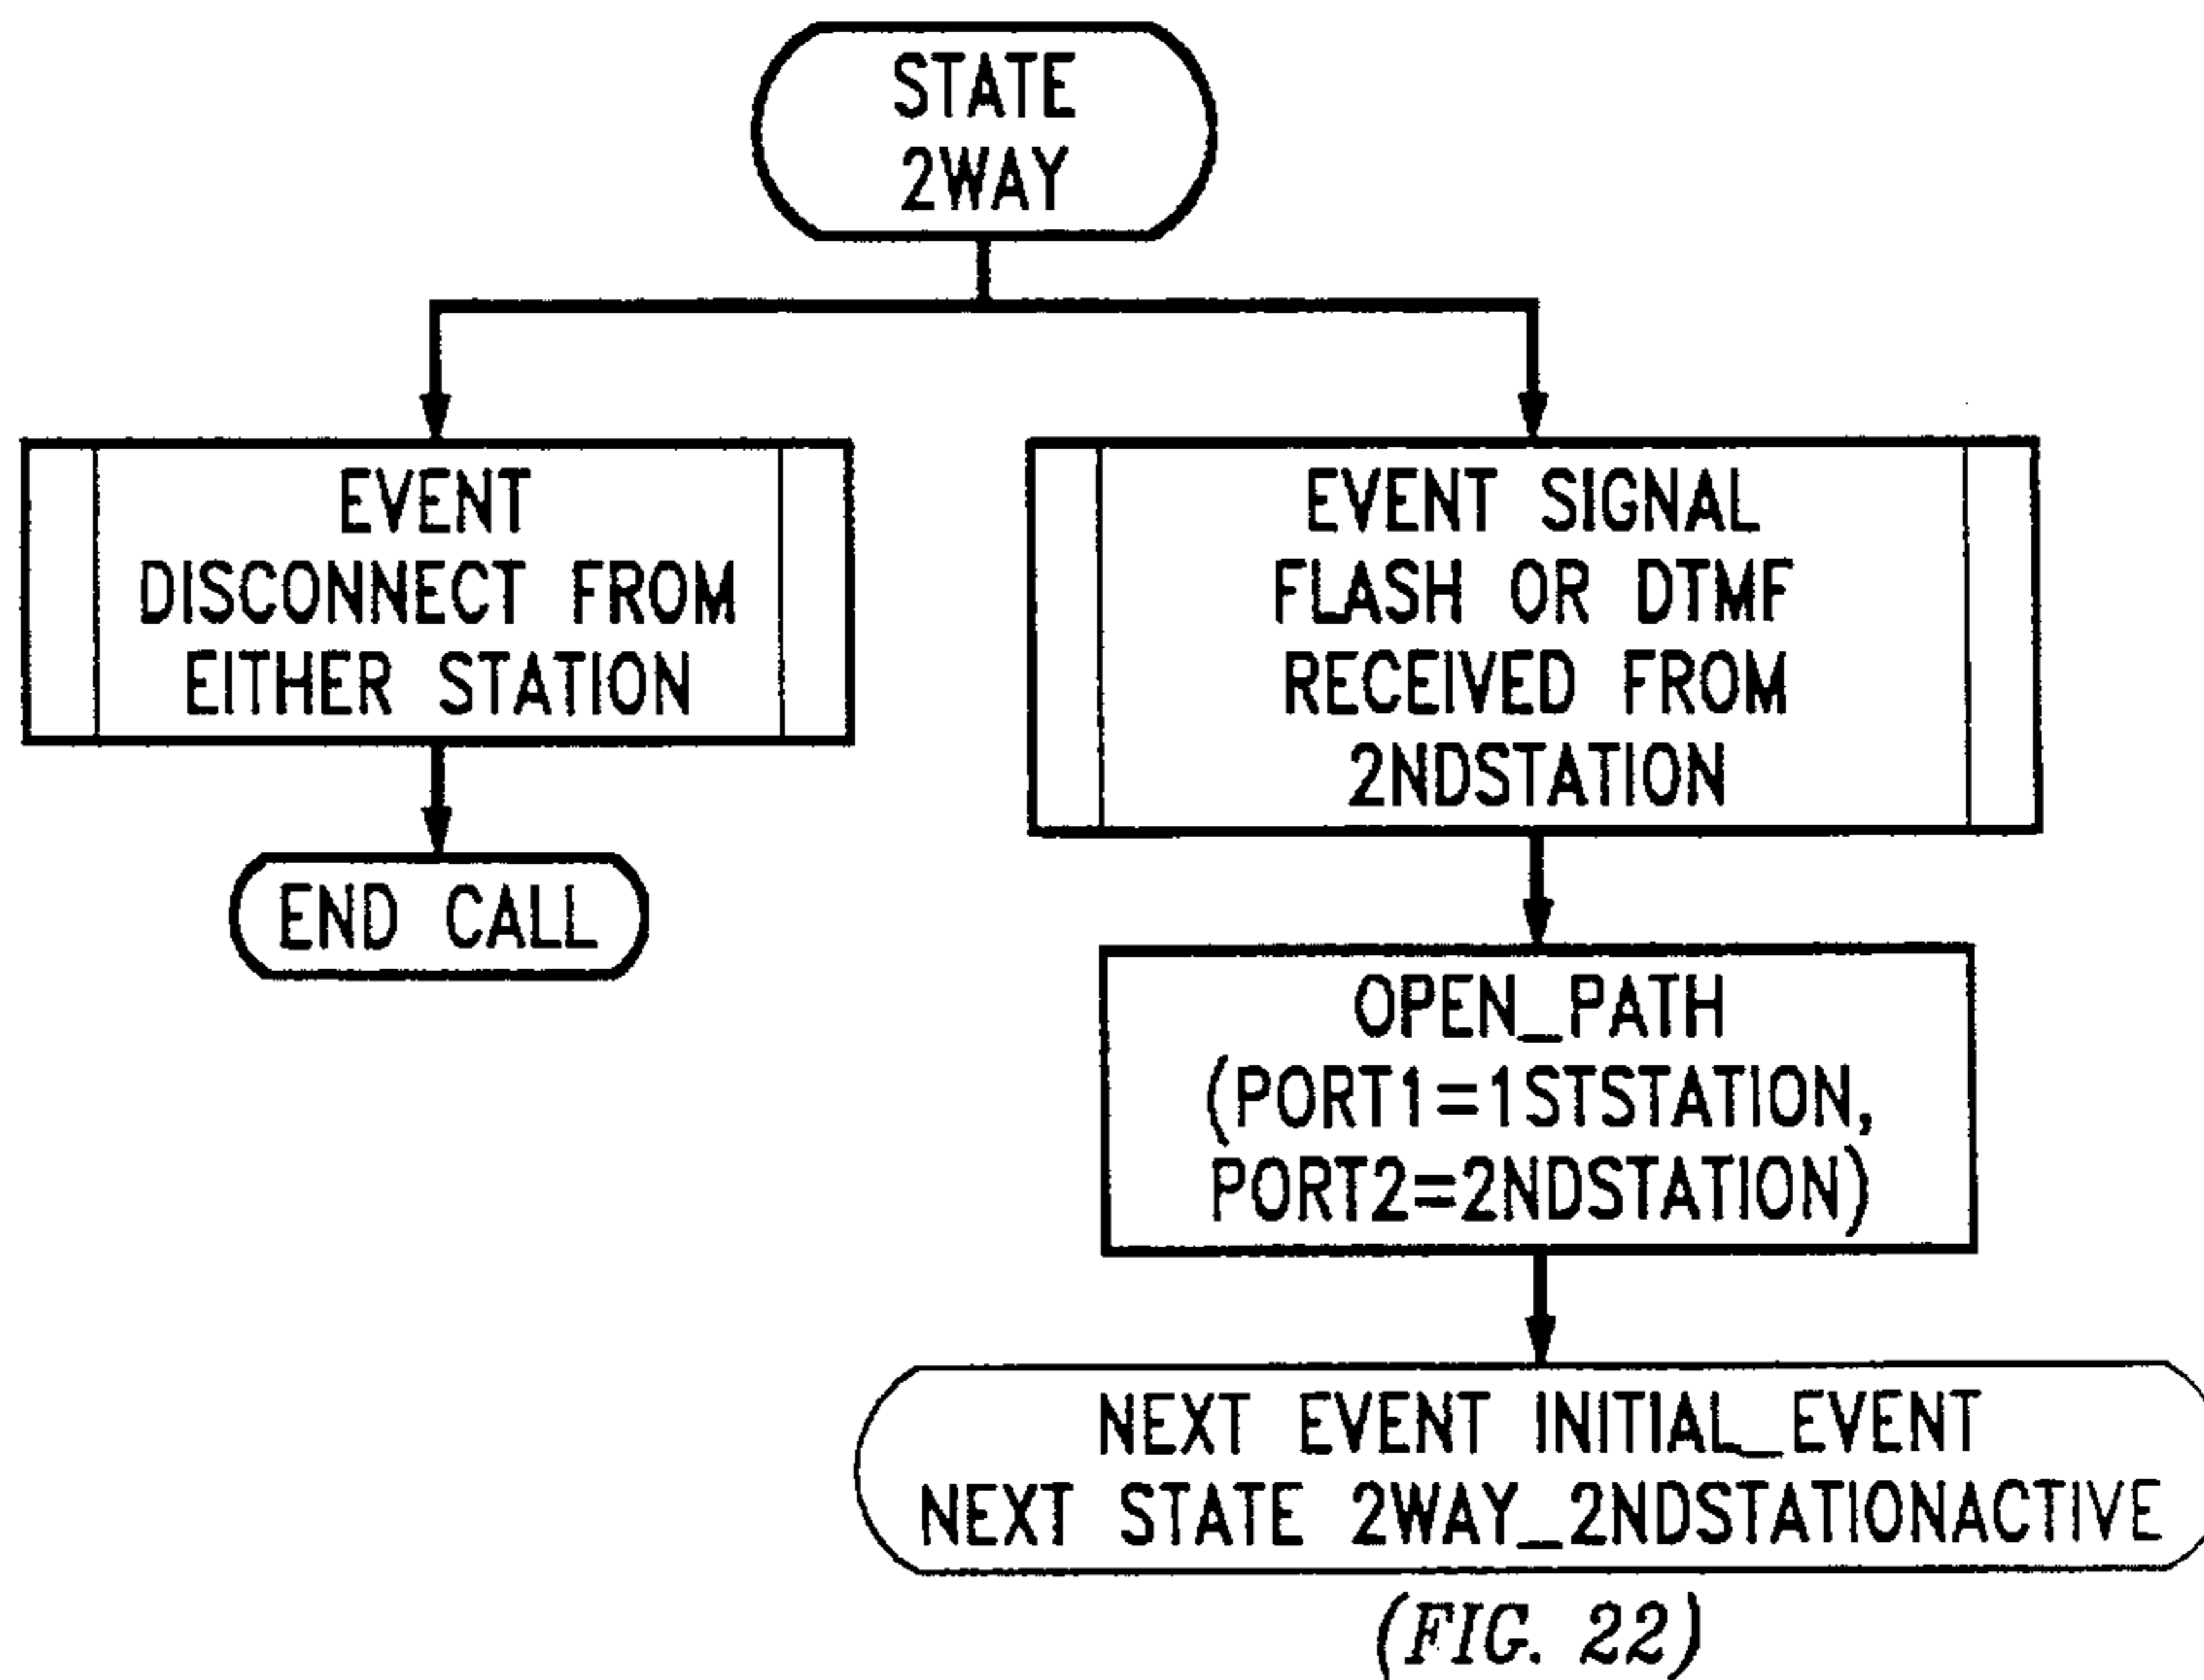 STATE
2WAY
EVENT
DISCONNECT FROM
EITHER STATION
END CALL
EVENT SIGNAL
FLASH OR DTMF
RECEIVED FROM
2NDSTATION
OPEN_PATH
(PORT1=1STSTATION,
PORT2=2NDSTATION)
NEXT EVENT INITIAL_EVENT
NEXT STATE 2WAY_2NDSTATIONACTIVE
(FIG. 22)